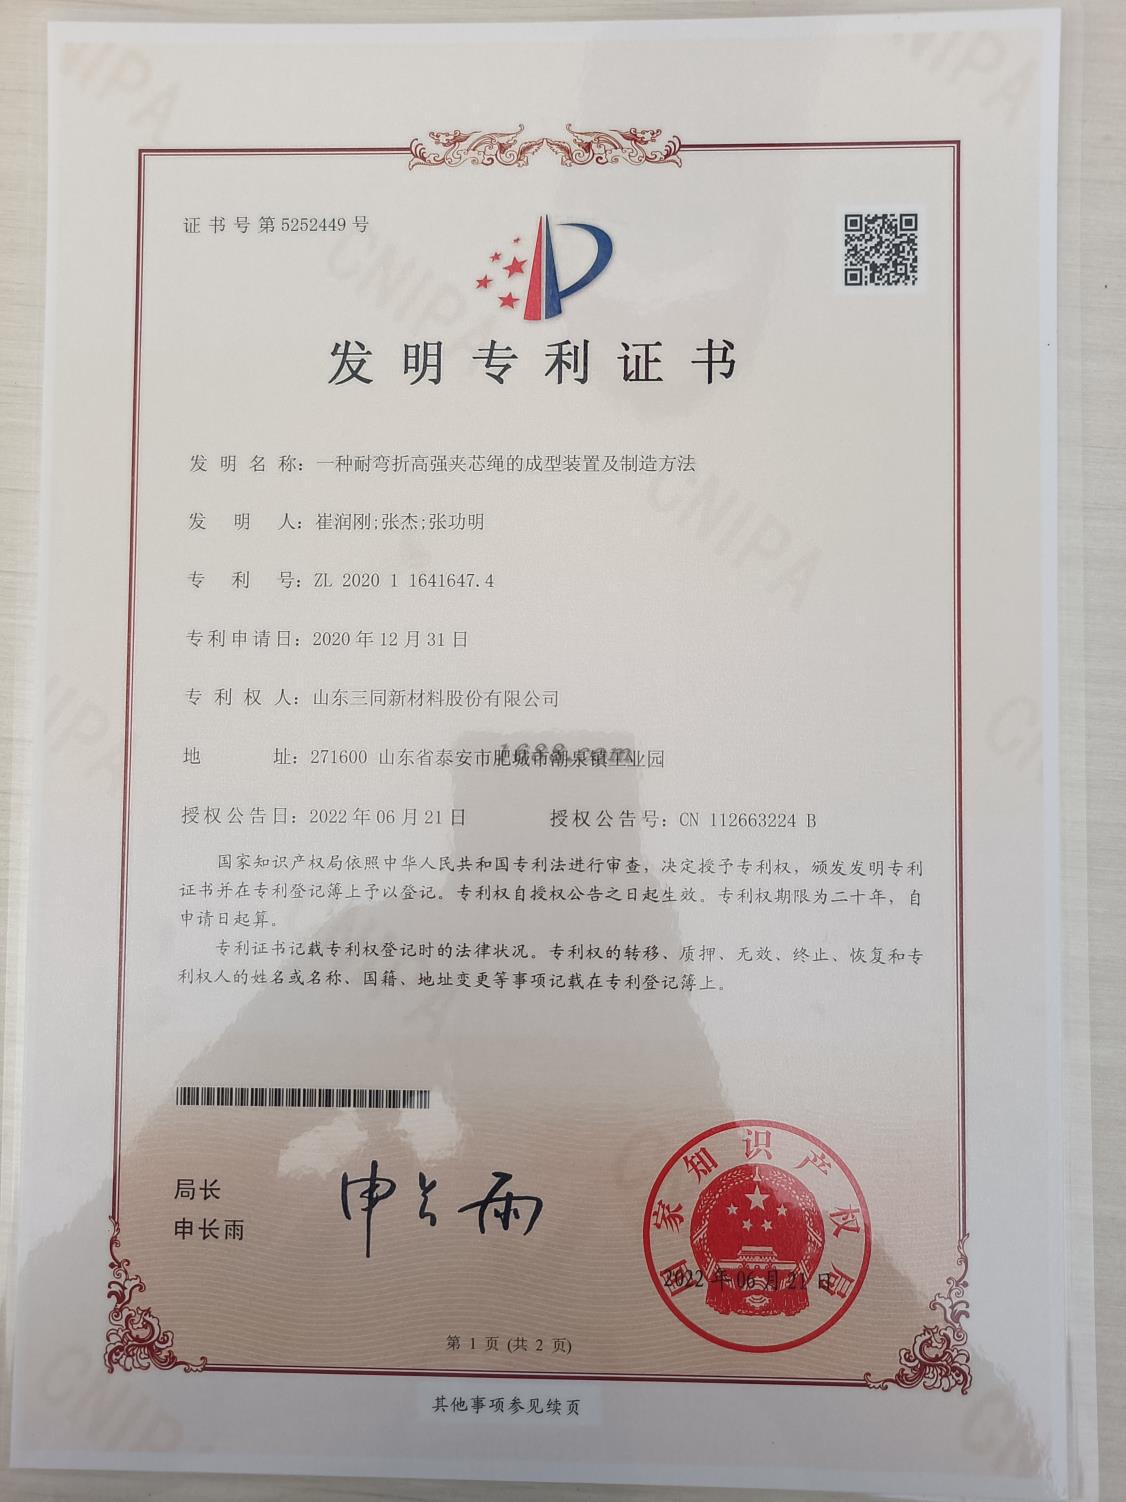 证书号第5252449号
发明专利证书
发明名称：一种耐弯折高强夹芯绳的成型装置及制造方法
发明人：崔润刚;张杰;张功明
专利号：ZL 2020 1 1641647.4
专利申请日：2020年12月31日
专利权人：山东三同新材料股份有限公司
地址：271600 山东省泰安市肥城市潮泉镇工业园
1688.com
授权公告日：2022年06月21日 授权公告号：CN 112663224 B
国家知识产权局依照中华人民共和国专利法进行审查，决定授予专利权，颁发发明专利
证书并在专利登记簿上予以登记。专利权自授权公告之日起生效。专利权期限为二十年，自
申请日起算。
专利证书记载专利权登记时的法律状况。专利权的转移、质押、无效、终止、恢复和专
利权人的姓名或名称、国籍、地址变更等事项记载在专利登记簿上。
局长
申长雨
申长雨
国家知识产权局
2022年06月21日
第 1 页 (共 2 页)
其他事项参见续页
CNIPA
CNIPA
CNIPA
CNIPA
CNIPA